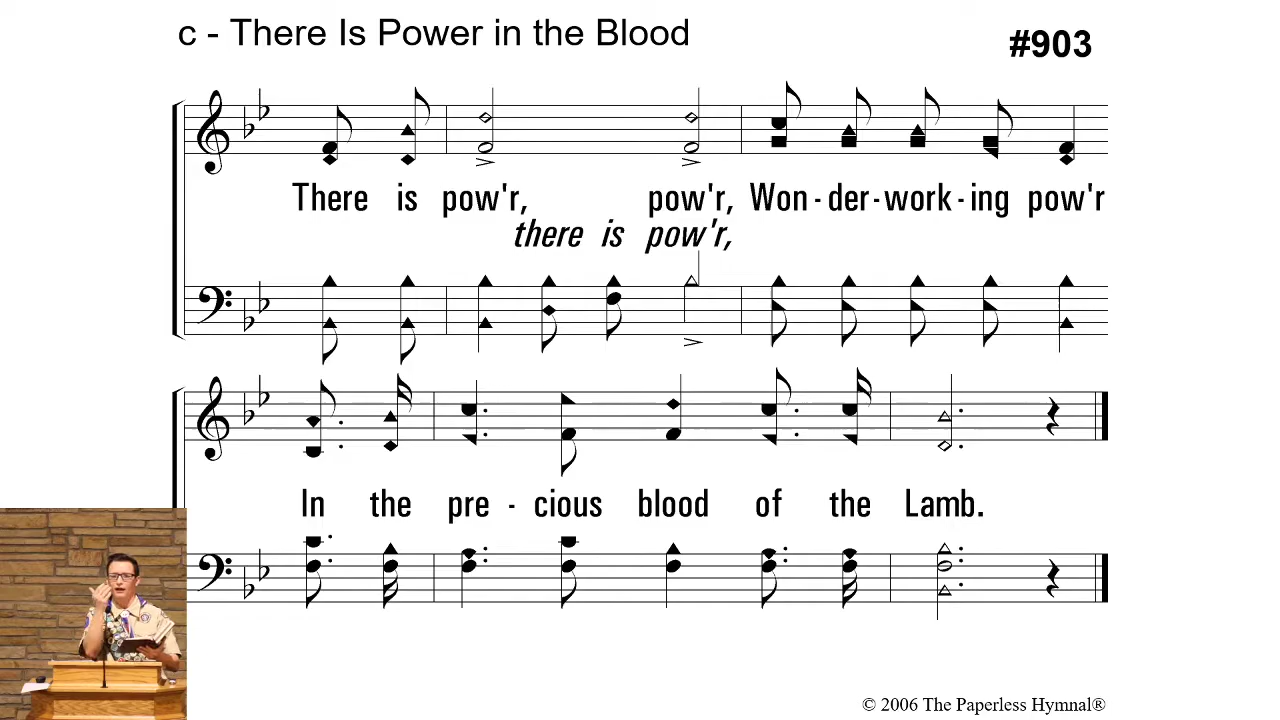 c - There Is Power in the Blood
#903
There is pow'r, pow'r, Won - der - work - ing pow'r
there is pow'r,
In the pre - cious blood of the Lamb.
© 2006 The Paperless Hymnal®